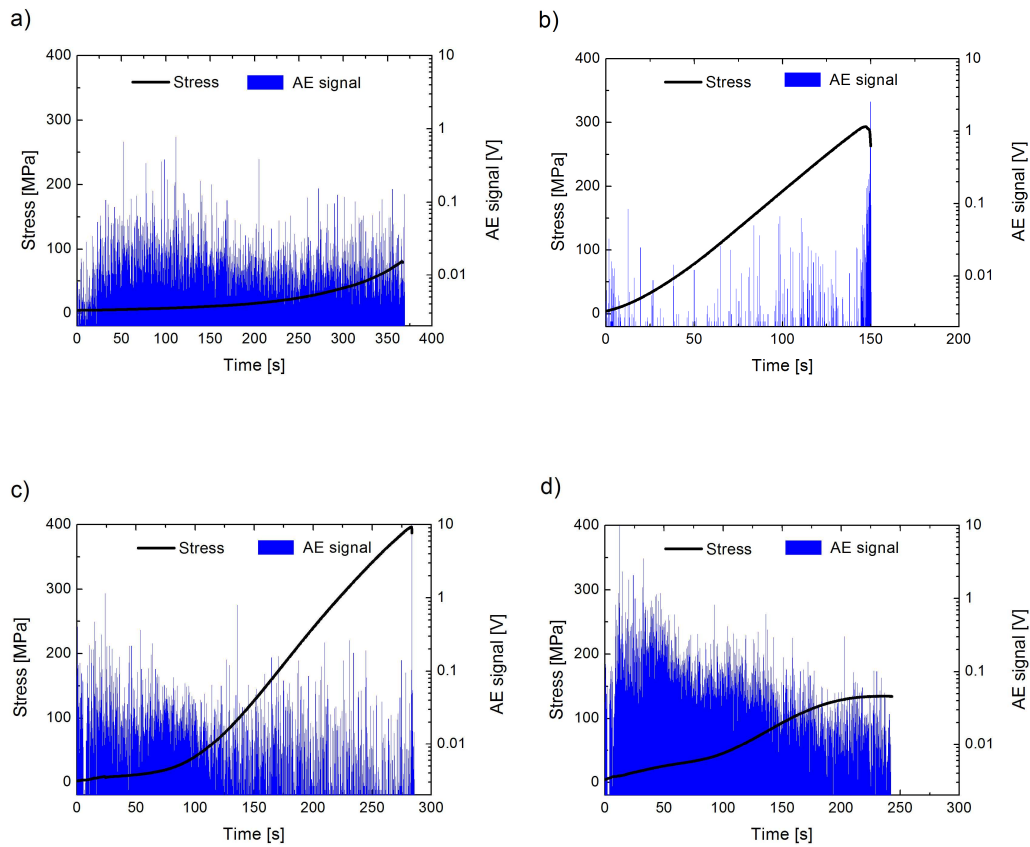 a)
Stress
AE signal
400
300
200
100
0
Stress [MPa]
10
1
0.1
0.01
AE signal [V]
0 50 100 150 200 250 300 350 400
Time [s]
b)
Stress
AE signal
400
300
200
100
0
Stress [MPa]
10
1
0.1
0.01
AE signal [V]
0 50 100 150 200
Time [s]
c)
Stress
AE signal
400
300
200
100
0
Stress [MPa]
10
1
0.1
0.01
AE signal [V]
0 50 100 150 200 250 300
Time [s]
d)
Stress
AE signal
400
300
200
100
0
Stress [MPa]
10
1
0.1
0.01
AE signal [V]
0 50 100 150 200 250 300
Time [s]